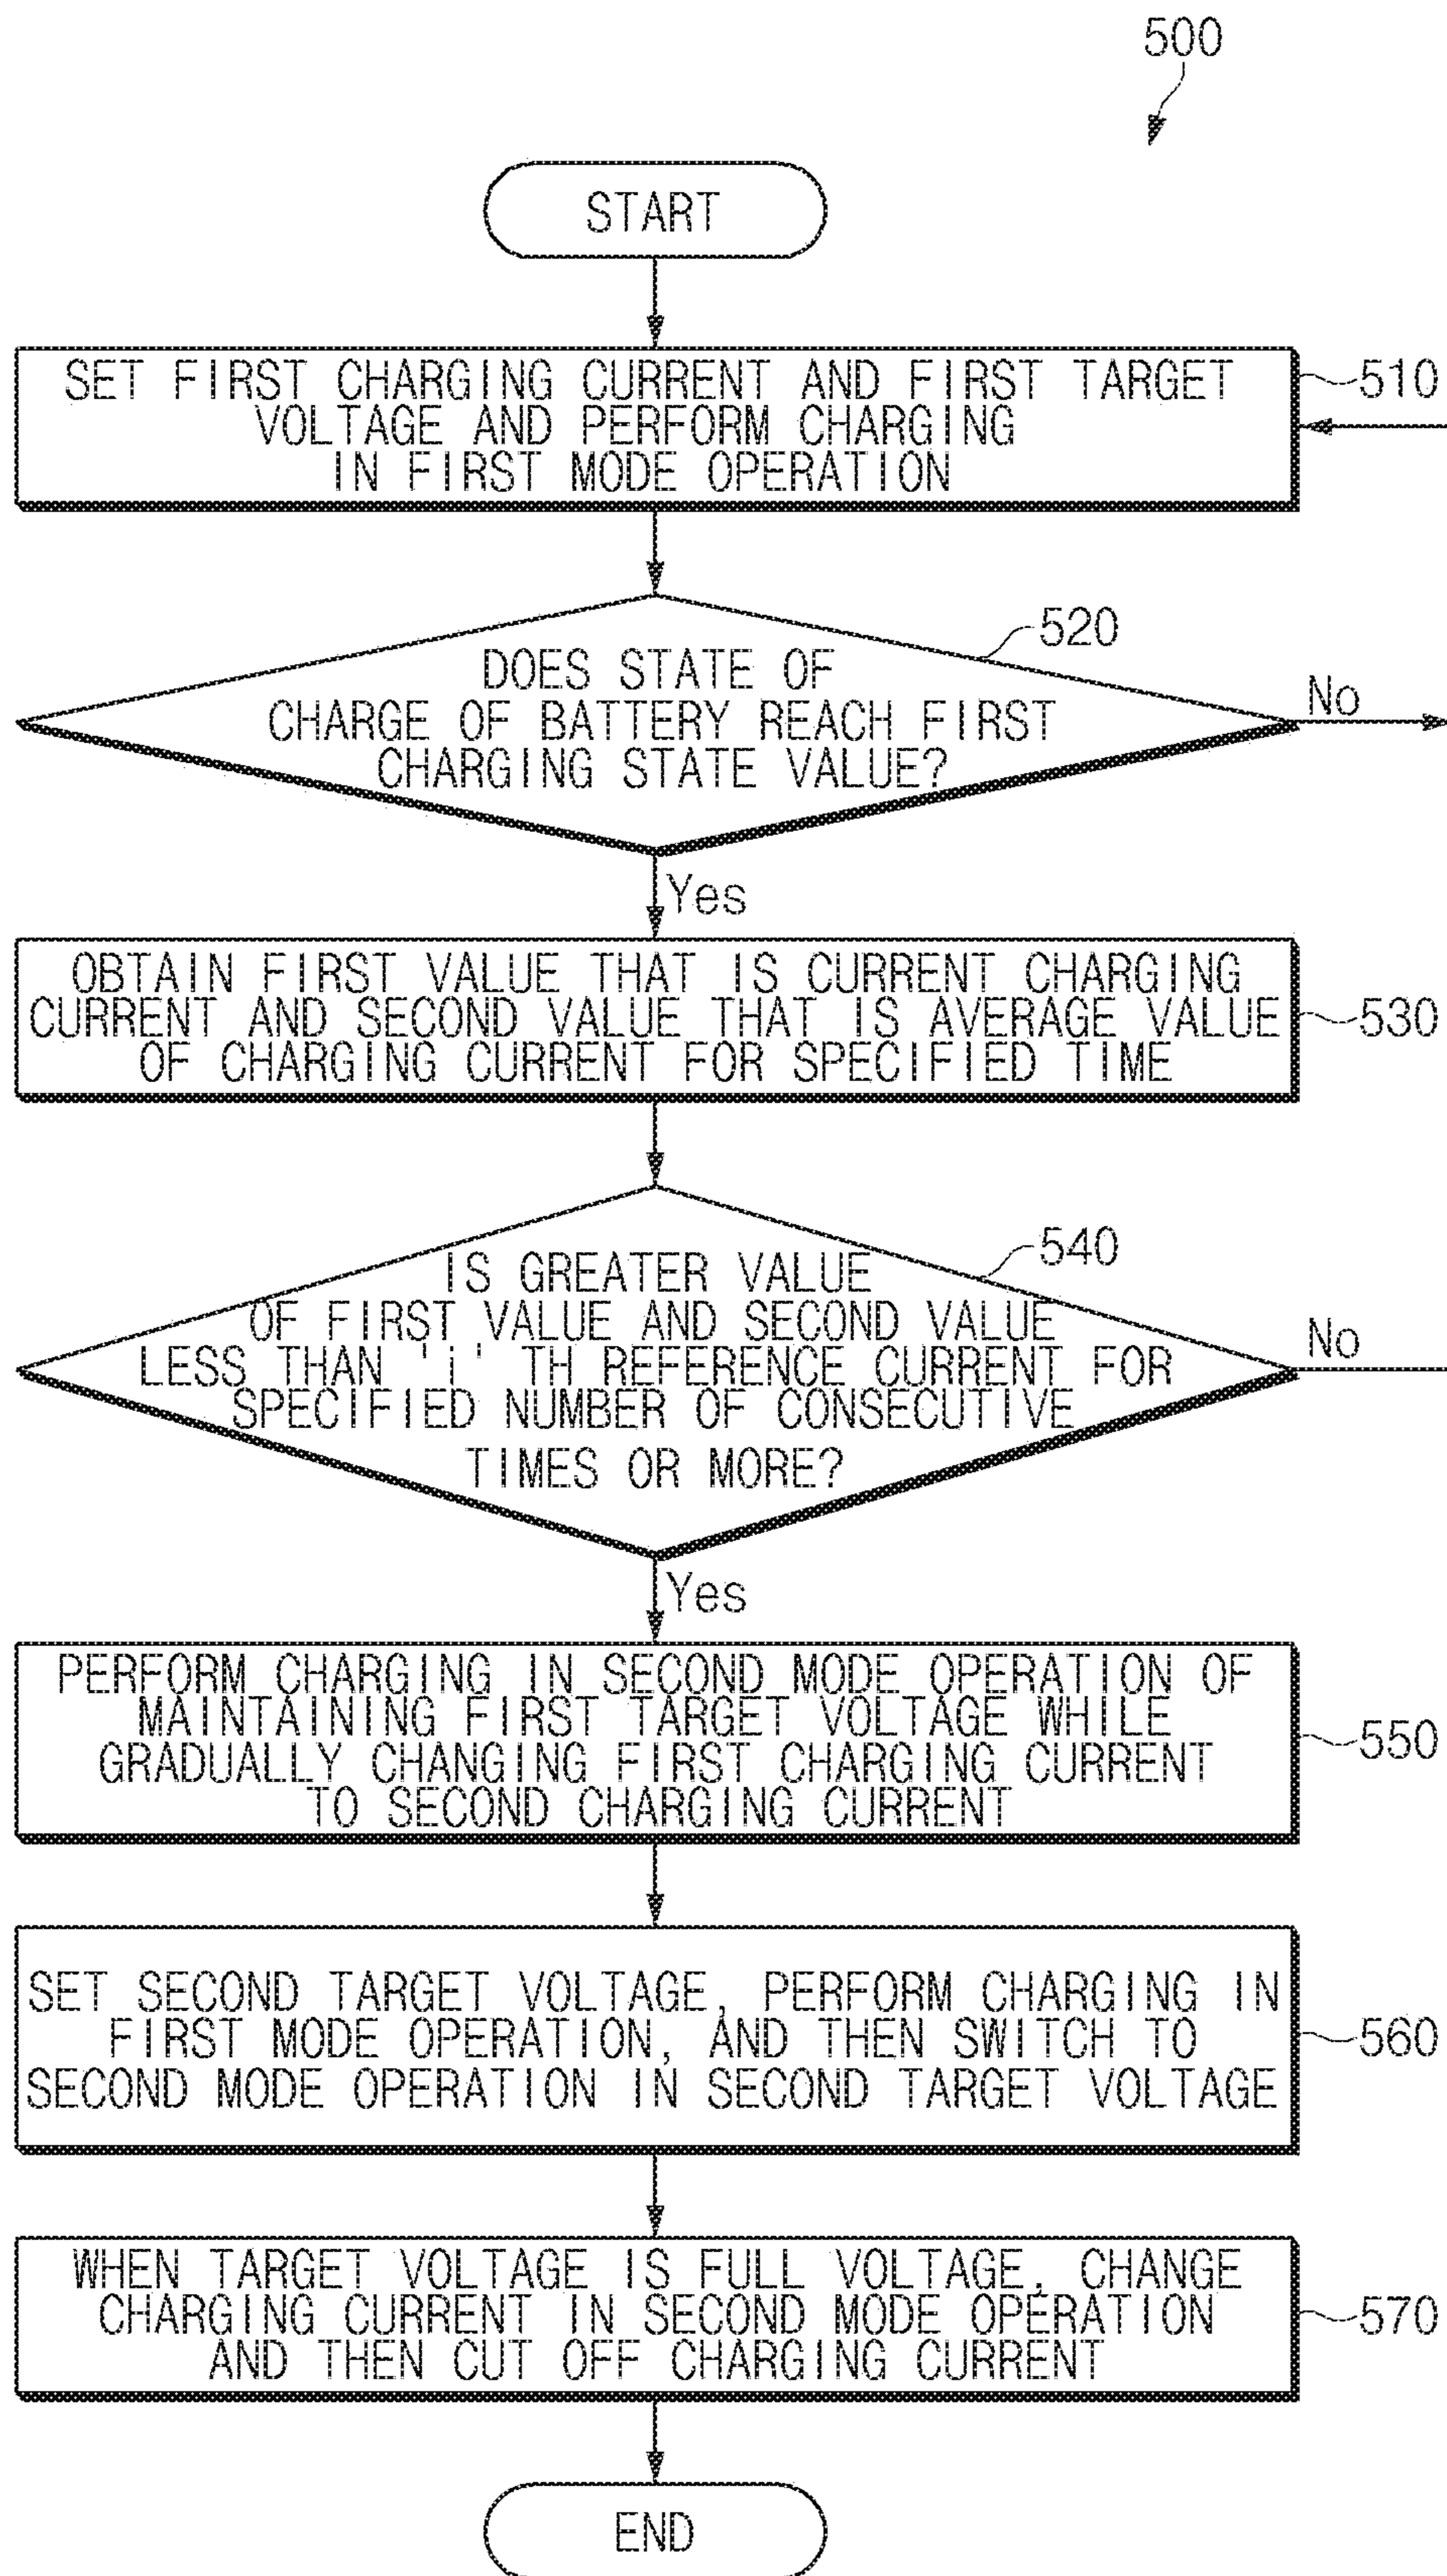 500
START
SET FIRST CHARGING CURRENT AND FIRST TARGET
VOLTAGE AND PERFORM CHARGING
IN FIRST MODE OPERATION
510
DOES STATE OF
CHARGE OF BATTERY REACH FIRST
CHARGING STATE VALUE?
520
No
Yes
OBTAIN FIRST VALUE THAT IS CURRENT CHARGING
CURRENT AND SECOND VALUE THAT IS AVERAGE VALUE
OF CHARGING CURRENT FOR SPECIFIED TIME
530
IS GREATER VALUE
OF FIRST VALUE AND SECOND VALUE
LESS THAN 'i' TH REFERENCE CURRENT FOR
SPECIFIED NUMBER OF CONSECUTIVE
TIMES OR MORE?
540
No
Yes
PERFORM CHARGING IN SECOND MODE OPERATION OF
MAINTAINING FIRST TARGET VOLTAGE WHILE
GRADUALLY CHANGING FIRST CHARGING CURRENT
TO SECOND CHARGING CURRENT
550
SET SECOND TARGET VOLTAGE, PERFORM CHARGING IN
FIRST MODE OPERATION, AND THEN SWITCH TO
SECOND MODE OPERATION IN SECOND TARGET VOLTAGE
560
WHEN TARGET VOLTAGE IS FULL VOLTAGE, CHANGE
CHARGING CURRENT IN SECOND MODE OPERATION
AND THEN CUT OFF CHARGING CURRENT
570
END